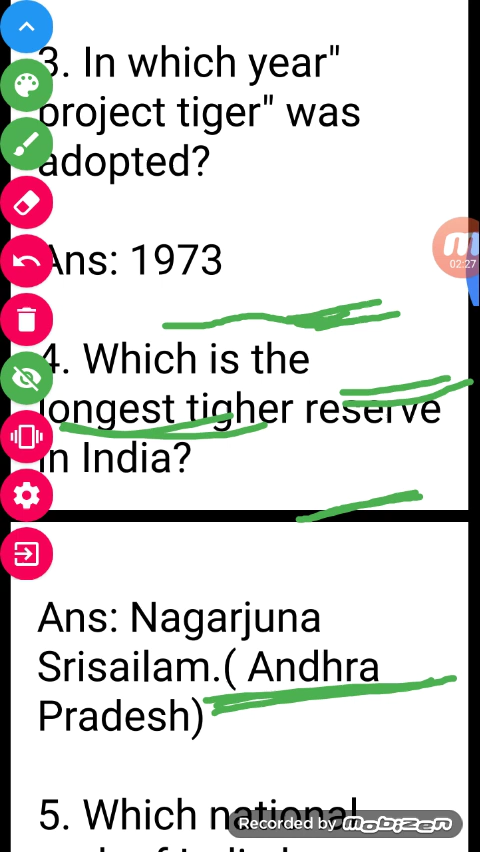 3. In which year"
project tiger" was
adopted?
Ans: 1973
02:27
4. Which is the
longest tigher reserve
in India?
Ans: Nagarjuna
Srisailam.( Andhra
Pradesh)
5. Which national
Recorded by mobizen